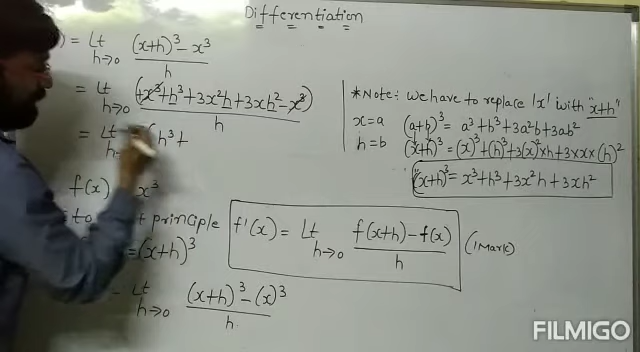 Differentiation
) = Lt h→0 (x+h)³ - x³ / h
= Lt h→0 (+x³+h³+3x²h+3xh²-x³) / h
= Lt h (h³+
f(x) x³
to principle
=(x+h)³
Lt h→0 (x+h)³-(x)³ / h
f'(x) = Lt h→0 f(x+h)-f(x) / h
(1Mark)
*Note: We have to replace 'x' with "x+h"
x=a (a+b)³ = a³+b³+3a²b+3ab²
h=b (x+h)³ = (x)³+(h)³+3(x)²×h+3×x×(h)²
(x+h)³ = x³+h³+3x²h+3xh²
FILMIGO